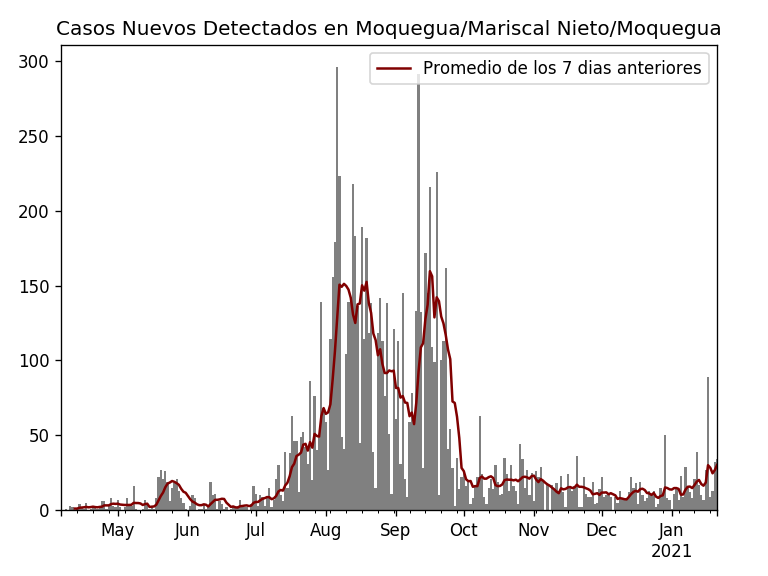 Casos Nuevos Detectados en Moquegua/Mariscal Nieto/Moquegua
Promedio de los 7 dias anteriores
300
250
200
150
100
50
0
May Jun Jul Aug Sep Oct Nov Dec Jan
2021